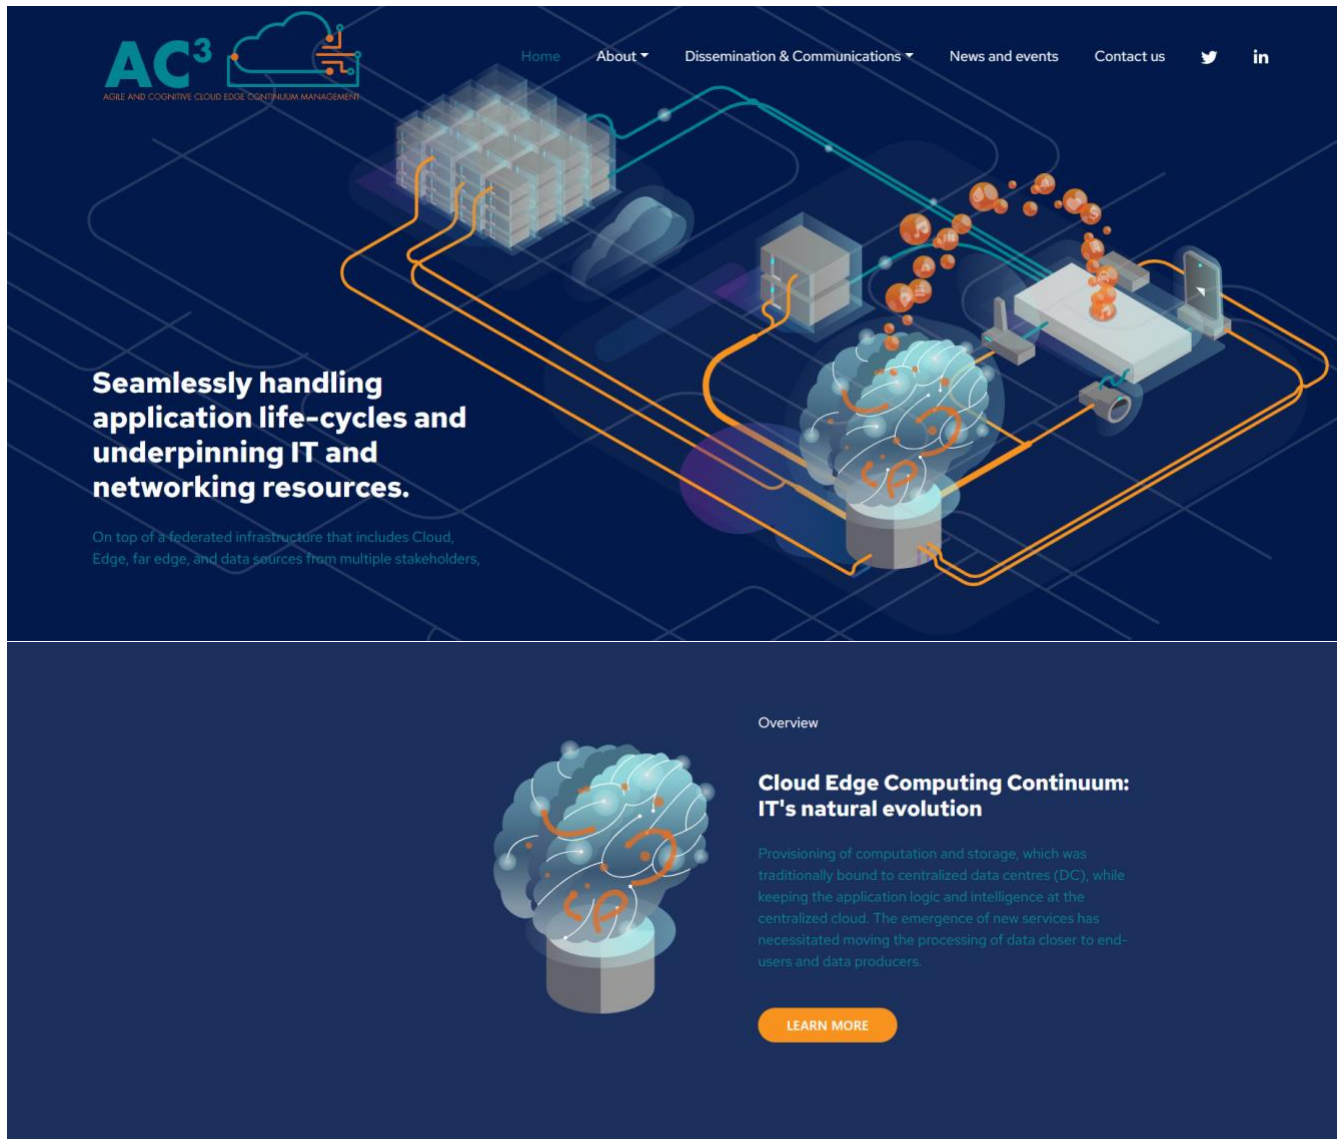 AC³
AGILE AND COGNITIVE CLOUD EDGE CONTINUUM MANAGEMENT
Home About Dissemination & Communications News and events Contact us
Seamlessly handling
application life-cycles and
underpinning IT and
networking resources.
On top of a federated infrastructure that includes Cloud,
Edge, far edge, and data sources from multiple stakeholders,
Overview
Cloud Edge Computing Continuum:
IT's natural evolution
Provisioning of computation and storage, which was
traditionally bound to centralized data centres (DC), while
keeping the application logic and intelligence at the
centralized cloud. The emergence of new services has
necessitated moving the processing of data closer to end-
users and data producers.
LEARN MORE